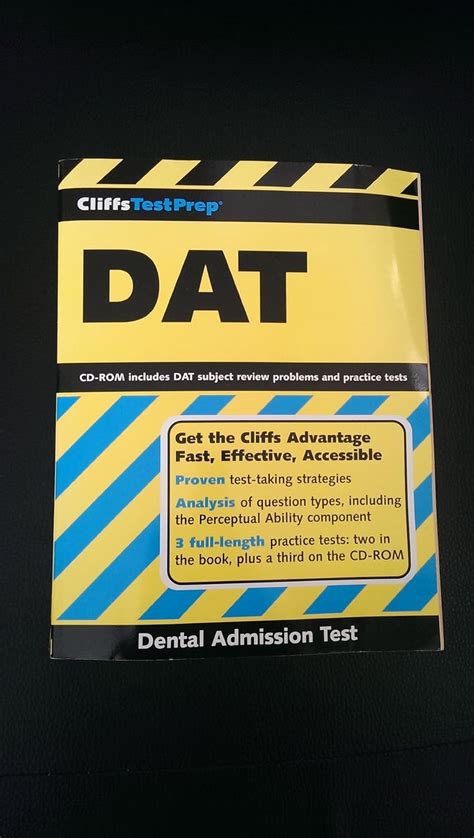 CliffsTestPrep®
DAT
CD-ROM includes DAT subject review problems and practice tests
Get the Cliffs Advantage
Fast, Effective, Accessible
Proven test-taking strategies
Analysis of question types, including
the Perceptual Ability component
3 full-length practice tests: two in
the book, plus a third on the CD-ROM
Dental Admission Test